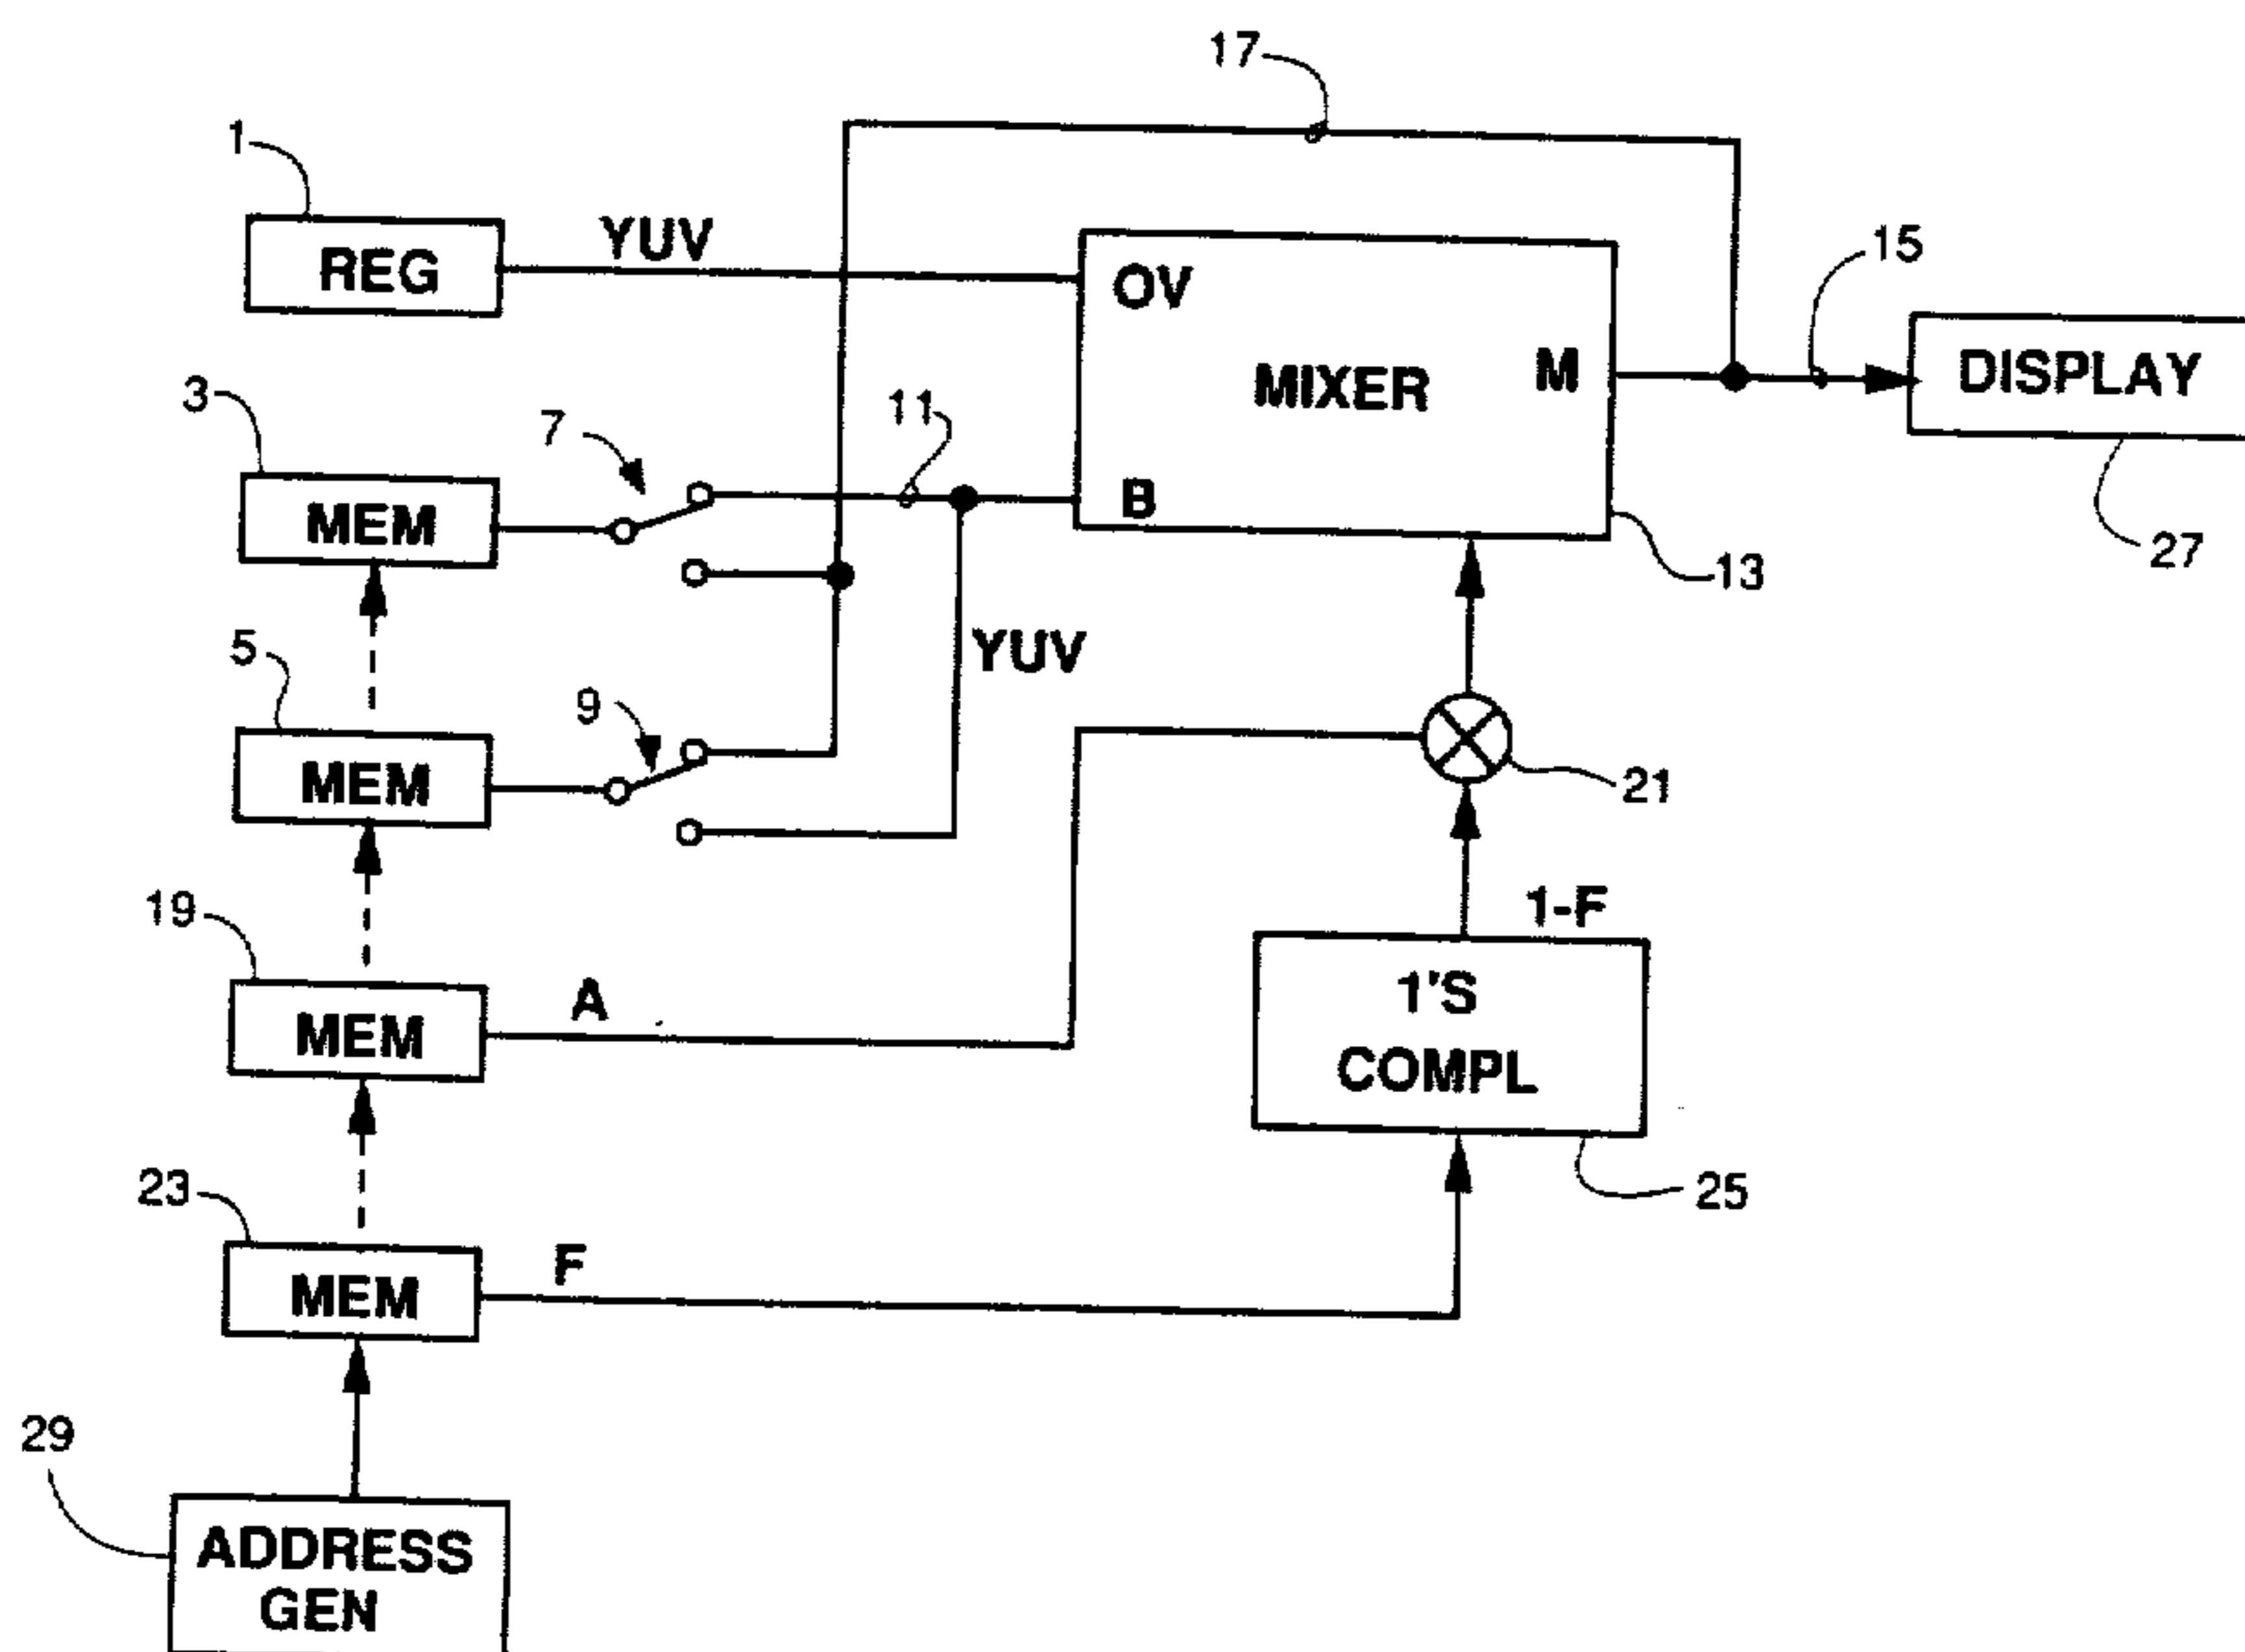 17
1
YUV
REG
OV
15
MIXER
M
DISPLAY
3
7
11
MEM
B
27
13
5
YUV
9
MEM
21
19
1-F
A
MEM
1'S
COMPL
23
25
F
MEM
29
ADDRESS
GEN